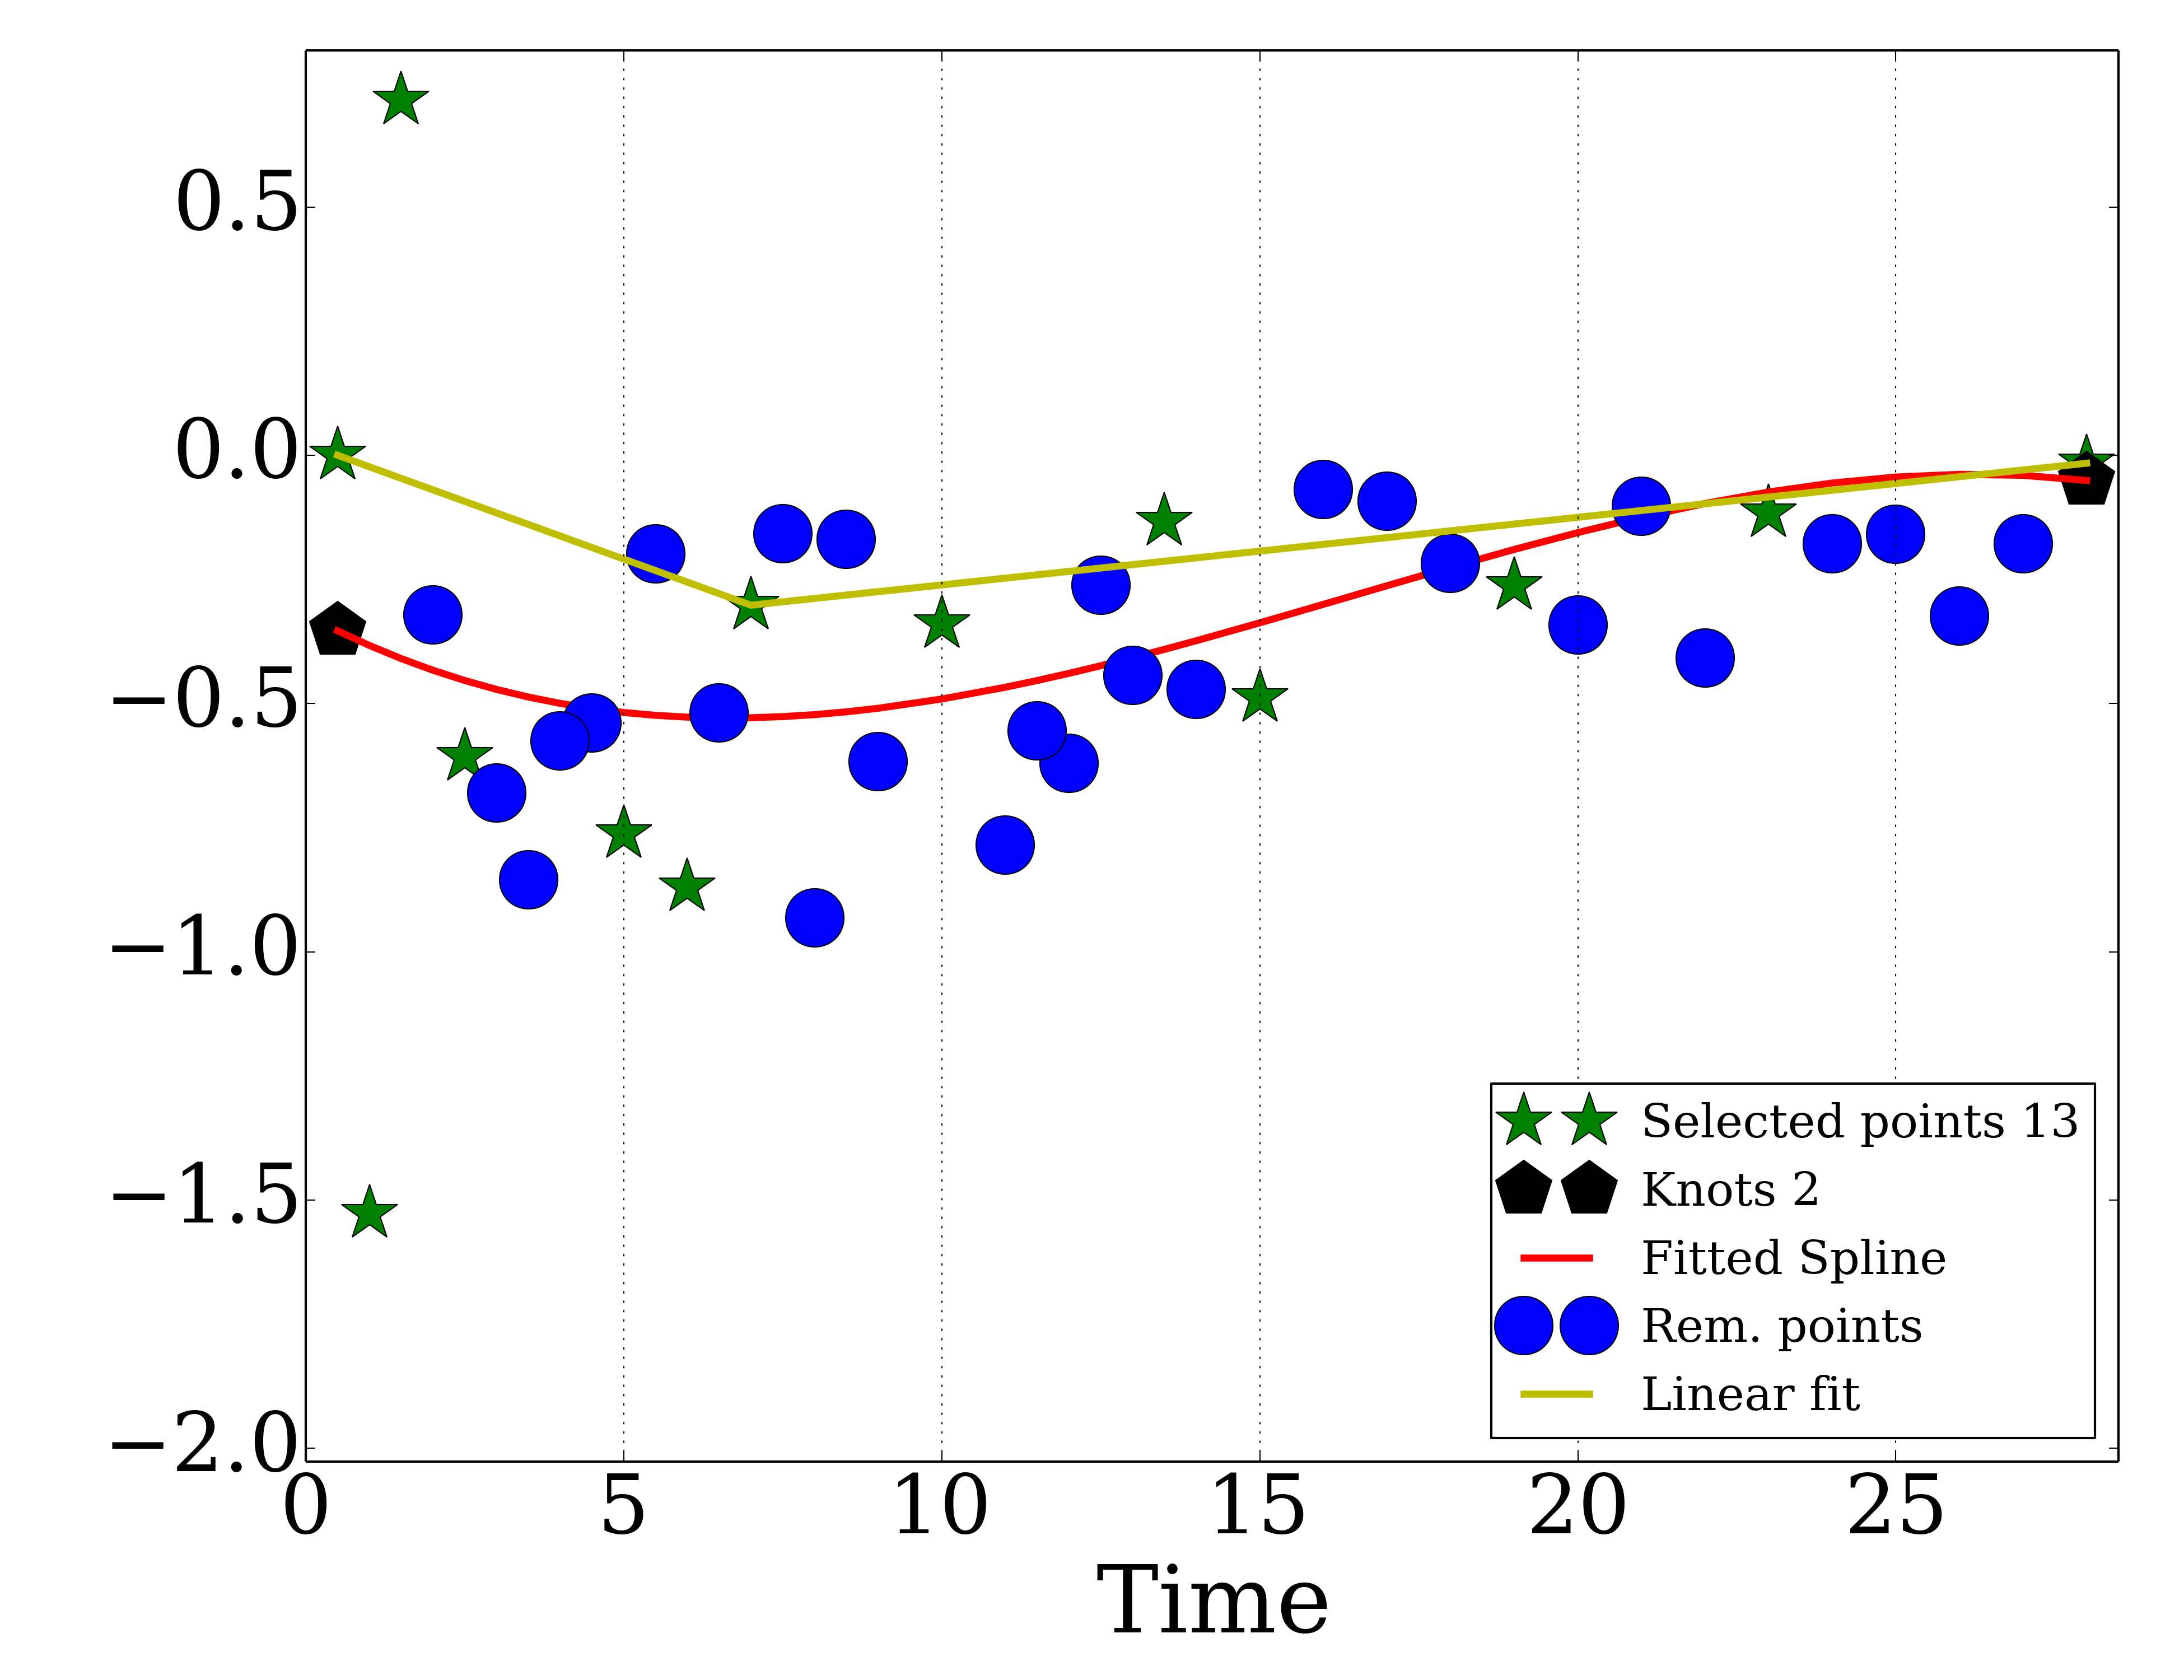 0.5
0.0
−0.5
−1.0
−1.5
−2.0
0 5 10 15 20 25
Time
Selected points 13
Knots 2
Fitted Spline
Rem. points
Linear fit